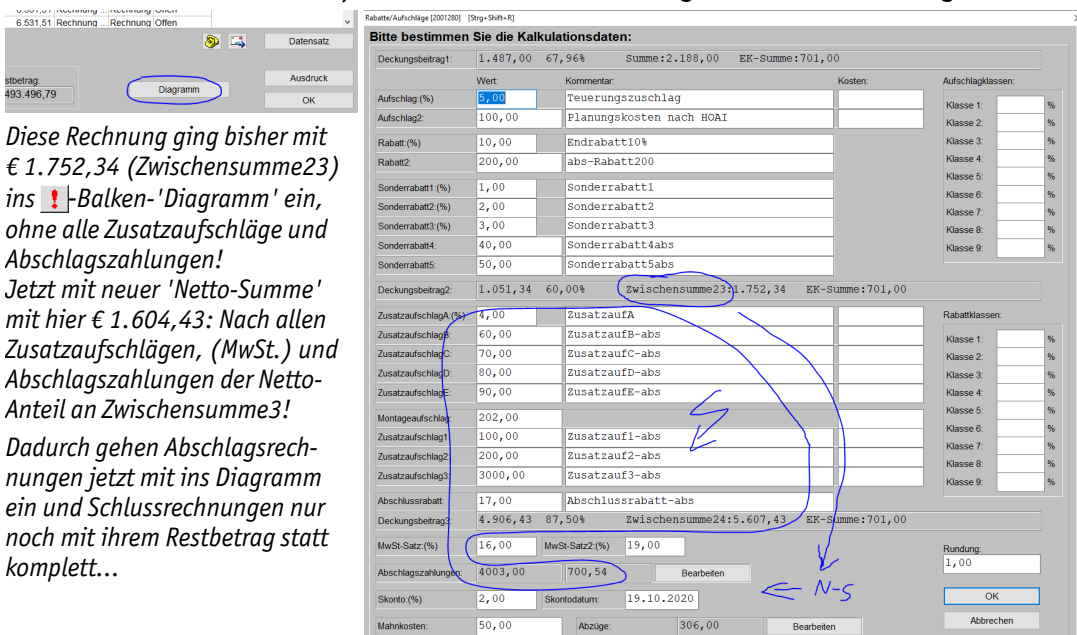 6.531,51 Rechnung ... Rechnung Offen
Datensatz
stbetrag:
493.496,79
Diagramm
Ausdruck
OK
Diese Rechnung ging bisher mit
€ 1.752,34 (Zwischensumme23)
ins ! -Balken-'Diagramm' ein,
ohne alle Zusatzaufschläge und
Abschlagszahlungen!
Jetzt mit neuer 'Netto-Summe'
mit hier € 1.604,43: Nach allen
Zusatzaufschlägen, (MwSt.) und
Abschlagszahlungen der Netto-
Anteil an Zwischensumme3!
Dadurch gehen Abschlagsrech-
nungen jetzt mit ins Diagramm
ein und Schlussrechnungen nur
noch mit ihrem Restbetrag statt
komplett...
Rabatte/Aufschläge [2001280] [Strg+Shift+R]
Bitte bestimmen Sie die Kalkulationsdaten:
Deckungsbeitrag1: 1.487,00 67,96% Summe:2.188,00 EK-Summe:701,00
Wert: Kommentar: Kosten: Aufschlagklassen:
Aufschlag:(%) 5,00 Teuerungszuschlag
Aufschlag2: 100,00 Planungskosten nach HOAI
Rabatt:(%) 10,00 Endrabatt10%
Rabatt2: 200,00 abs-Rabatt200
Sonderrabatt1:(%) 1,00 Sonderrabatt1
Sonderrabatt2:(%) 2,00 Sonderrabatt2
Sonderrabatt3:(%) 3,00 Sonderrabatt3
Sonderrabatt4: 40,00 Sonderrabatt4abs
Sonderrabatt5: 50,00 Sonderrabatt5abs
Klasse 1: %
Klasse 2: %
Klasse 3: %
Klasse 4: %
Klasse 5: %
Klasse 6: %
Klasse 7: %
Klasse 8: %
Klasse 9: %
Deckungsbeitrag2: 1.051,34 60,00% Zwischensumme23:1.752,34 EK-Summe:701,00
ZusatzaufschlagA:(%) 4,00 ZusatzaufA
ZusatzaufschlagB: 60,00 ZusatzaufB-abs
ZusatzaufschlagC: 70,00 ZusatzaufC-abs
ZusatzaufschlagD: 80,00 ZusatzaufD-abs
ZusatzaufschlagE: 90,00 ZusatzaufE-abs
Montageaufschlag: 202,00
Zusatzaufschlag1: 100,00 Zusatzauf1-abs
Zusatzaufschlag2: 200,00 Zusatzauf2-abs
Zusatzaufschlag3: 3000,00 Zusatzauf3-abs
Abschlussrabatt: 17,00 Abschlussrabatt-abs
Rabattklassen:
Klasse 1: %
Klasse 2: %
Klasse 3: %
Klasse 4: %
Klasse 5: %
Klasse 6: %
Klasse 7: %
Klasse 8: %
Klasse 9: %
Deckungsbeitrag3: 4.906,43 87,50% Zwischensumme24:5.607,43 EK-Summe:701,00
MwSt-Satz:(%) 16,00 MwSt-Satz2:(%) 19,00
Rundung:
1,00
Abschlagszahlungen: 4003,00 700,54 Bearbeiten
N-S
Skonto:(%) 2,00 Skontodatum: 19.10.2020
OK
Mahnkosten: 50,00 Abzüge: 306,00 Bearbeiten
Abbrechen